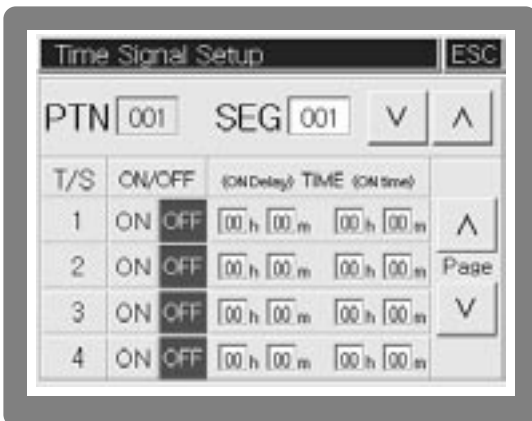 Time Signal Setup ESC
PTN 001 SEG 001 V Λ
T/S ON/OFF (ON Delay) TIME (ON time)
1 ON OFF 00 h 00 m 00 h 00 m Λ
2 ON OFF 00 h 00 m 00 h 00 m Page
3 ON OFF 00 h 00 m 00 h 00 m V
4 ON OFF 00 h 00 m 00 h 00 m